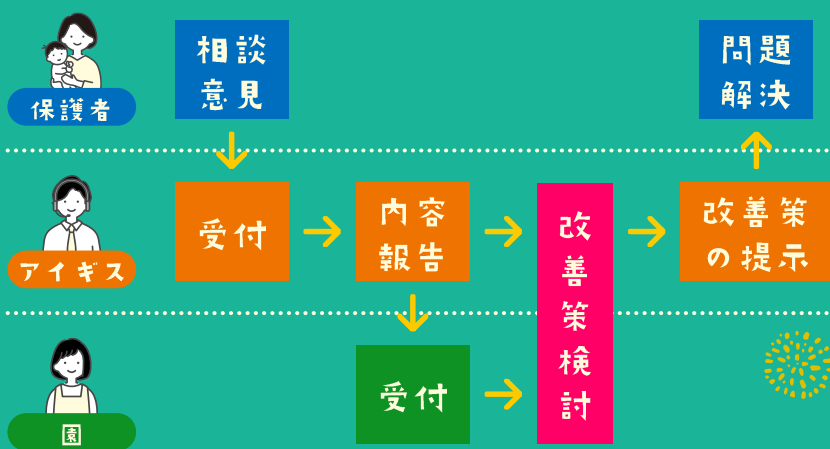 保護者
相談
意見
問題
解決
アイギス
受付
内容
報告
改善策検討
改善策
の提示
園
受付